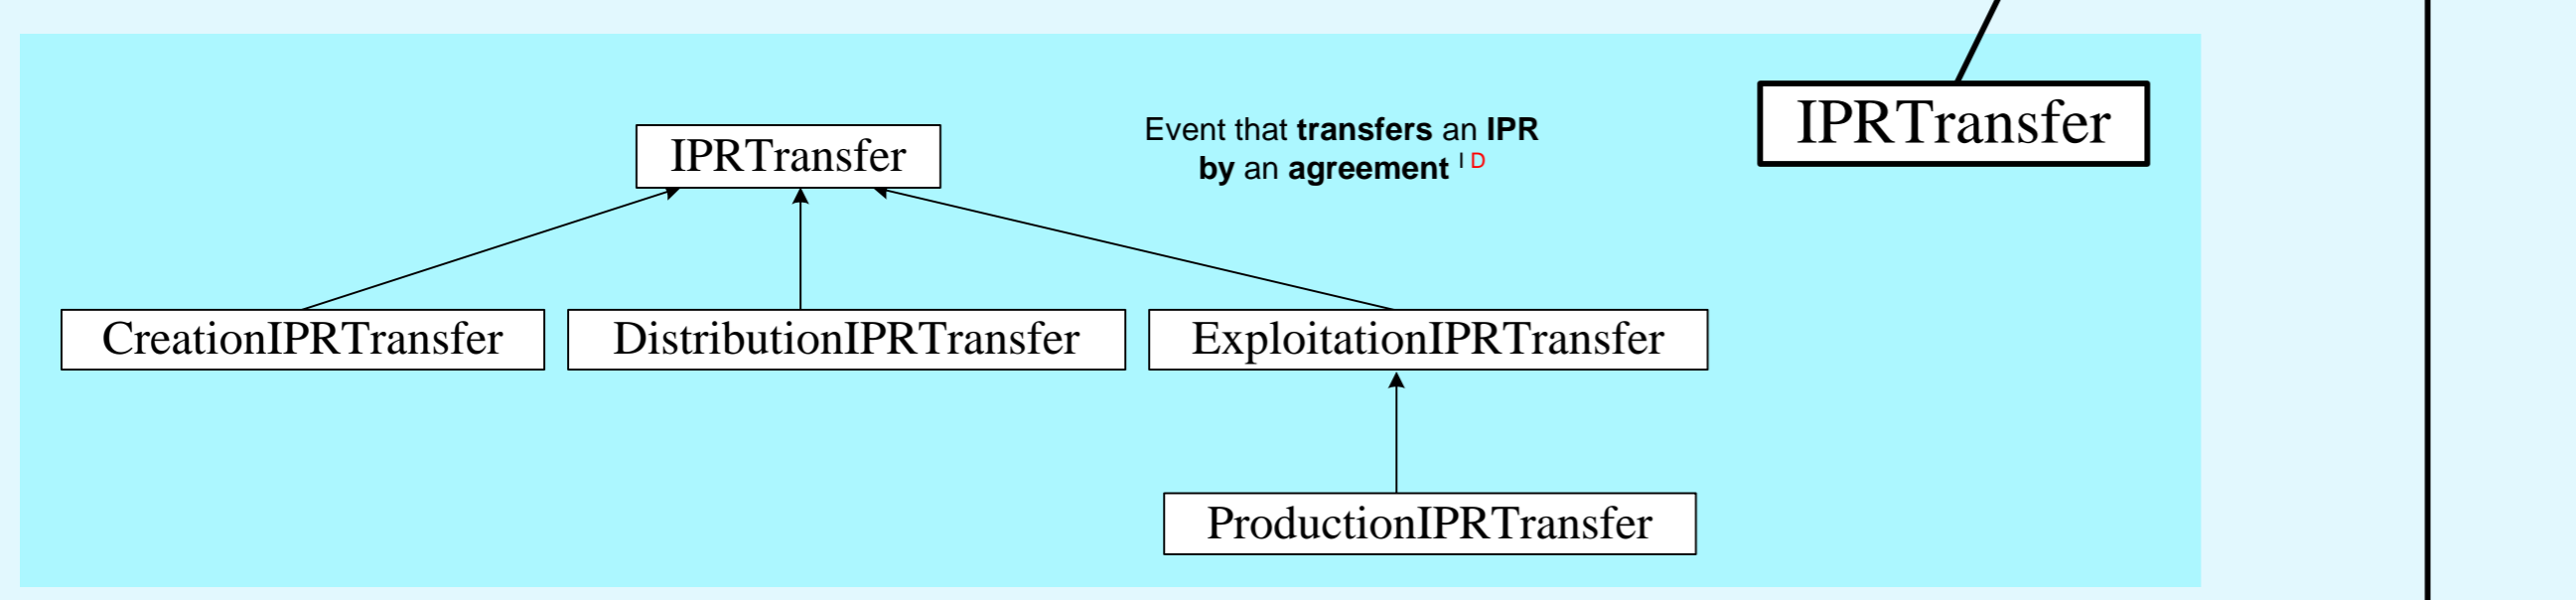 IPRTransfer
Event that transfers an IPR
by an agreement I D
IPRTransfer
CreationIPRTransfer
DistributionIPRTransfer
ExploitationIPRTransfer
ProductionIPRTransfer